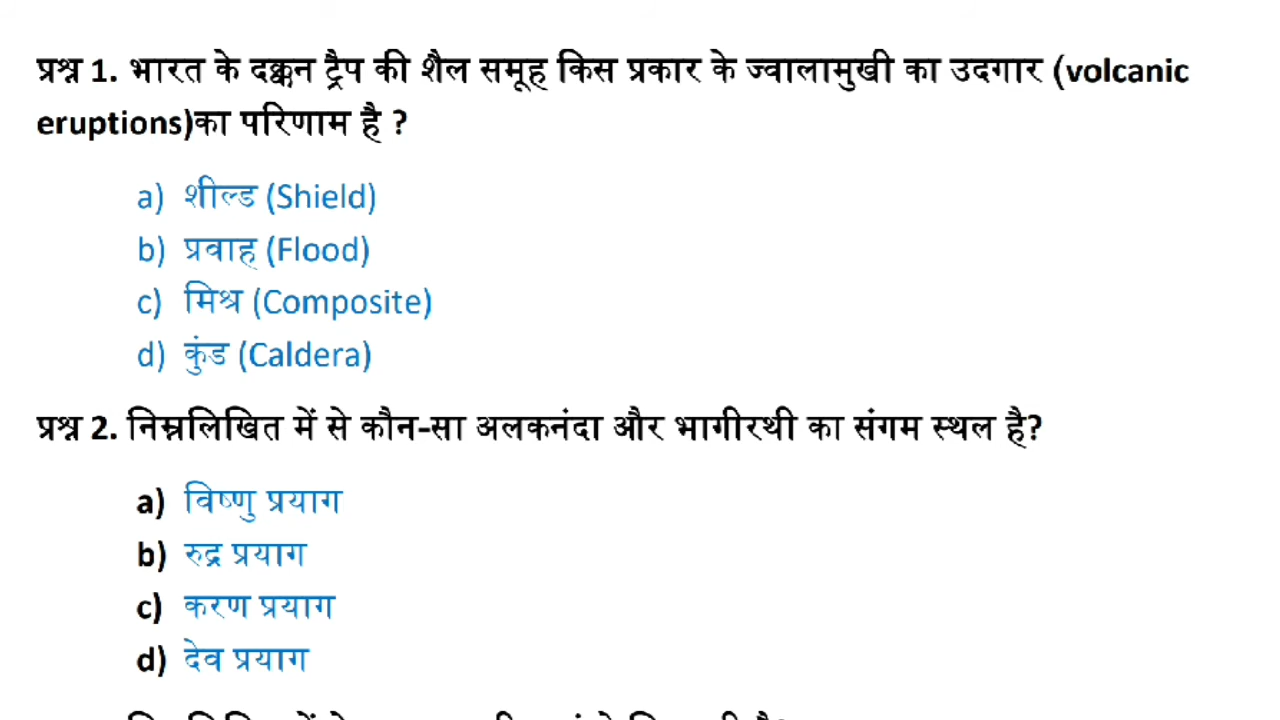 प्रश्न 1. भारत के दक्कन ट्रैप की शैल समूह किस प्रकार के ज्वालामुखी का उदगार (volcanic
eruptions)का परिणाम है ?
a) शील्ड (Shield)
b) प्रवाह (Flood)
c) मिश्र (Composite)
d) कुंड (Caldera)
प्रश्न 2. निम्नलिखित में से कौन-सा अलकनंदा और भागीरथी का संगम स्थल है?
a) विष्णु प्रयाग
b) रुद्र प्रयाग
c) करण प्रयाग
d) देव प्रयाग